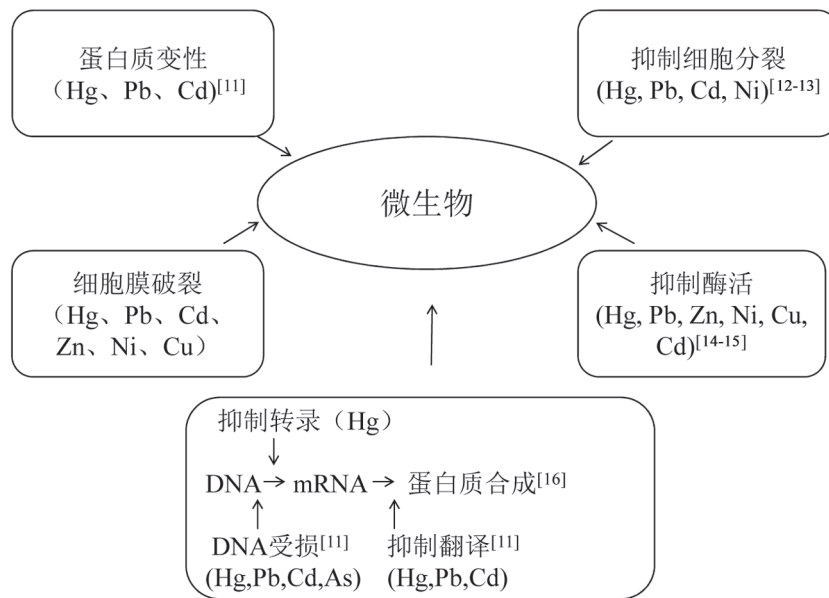 蛋白质变性
（Hg、Pb、Cd)[11]
抑制细胞分裂
(Hg, Pb, Cd, Ni)[12-13]
微生物
细胞膜破裂
（Hg、Pb、Cd、
Zn、Ni、Cu）
抑制酶活
(Hg, Pb, Zn, Ni, Cu,
Cd)[14-15]
抑制转录（Hg）
DNA→mRNA→ 蛋白质合成[16]
DNA受损[11]
(Hg,Pb,Cd,As)
抑制翻译[11]
(Hg,Pb,Cd)